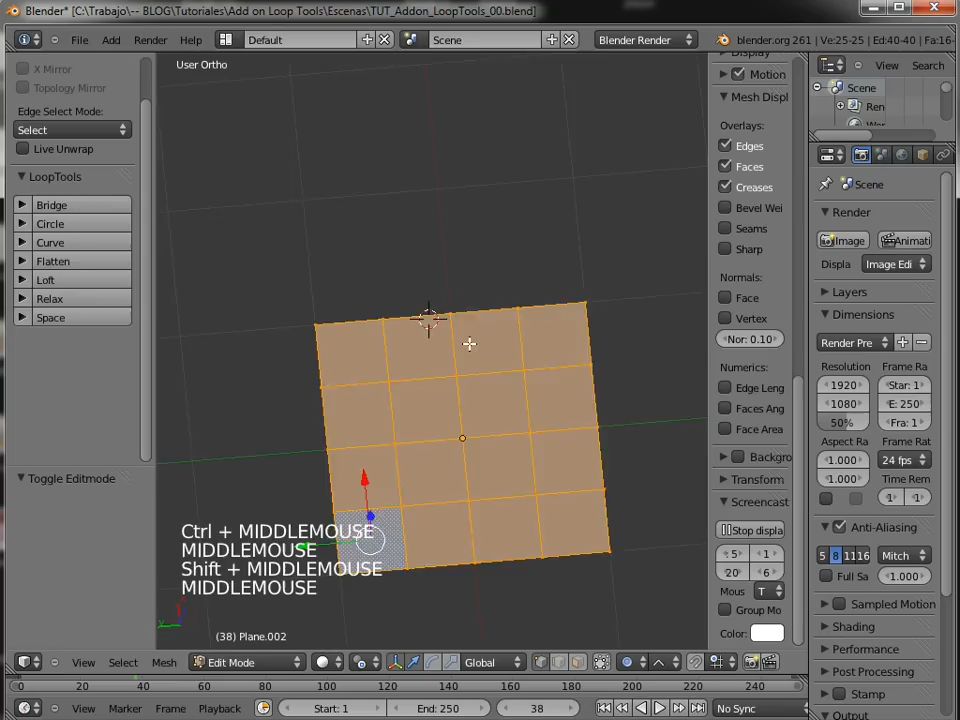 Blender* [C:\Trabajo\-- BLOG\Tutoriales\Add on Loop Tools\Escenas\TUT_Addon_LoopTools_00.blend]
File Add Render Help Default Scene Blender Render blender.org 261 | Ve:25-25 | Ed:40-40 | Fa:16-
X Mirror
Topology Mirror
Edge Select Mode:
Select
Live Unwrap
LoopTools
Bridge
Circle
Curve
Flatten
Loft
Relax
Space
Toggle Editmode
User Ortho
Ctrl + MIDDLEMOUSE
MIDDLEMOUSE
Shift + MIDDLEMOUSE
MIDDLEMOUSE
(38) Plane.002
Motion
Mesh Displ
Overlays:
Edges
Faces
Creases
Bevel Wei
Seams
Sharp
Normals:
Face
Vertex
Nor: 0.10
Numerics:
Edge Leng
Faces Ang
Face Area
Backgro
Transform
Screencast
Stop displa
.5 1
20 6
Mous T
Group Mo
Color:
View Search
Scene
Ren
Scene
Render
Image Animati
Displa Image Edi
Layers
Dimensions
Render Pre
Resolution Frame Ra
1920 Star: 1
1080 E: 250
50% Fra: 1
Aspect Ra Frame Rat
1.000 24 fps
1.000 Time Rem
1 1
Anti-Aliasing
5 8 11 16 Mitch
Full Sa 1.000
Sampled Motion
Shading
Performance
Post Processing
Stamp
Output
View Select Mesh Edit Mode Global
0 20 40 60 80 100 120 140 160 180 200 220 240
View Marker Frame Playback Start: 1 End: 250 38 No Sync